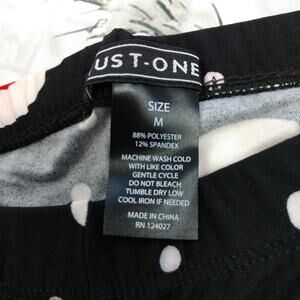 UST-ONE
SIZE
M
88% POLYESTER
12% SPANDEX
MACHINE WASH COLD
WITH LIKE COLOR
GENTLE CYCLE
DO NOT BLEACH
TUMBLE DRY LOW
COOL IRON IF NEEDED
MADE IN CHINA
RN 124027